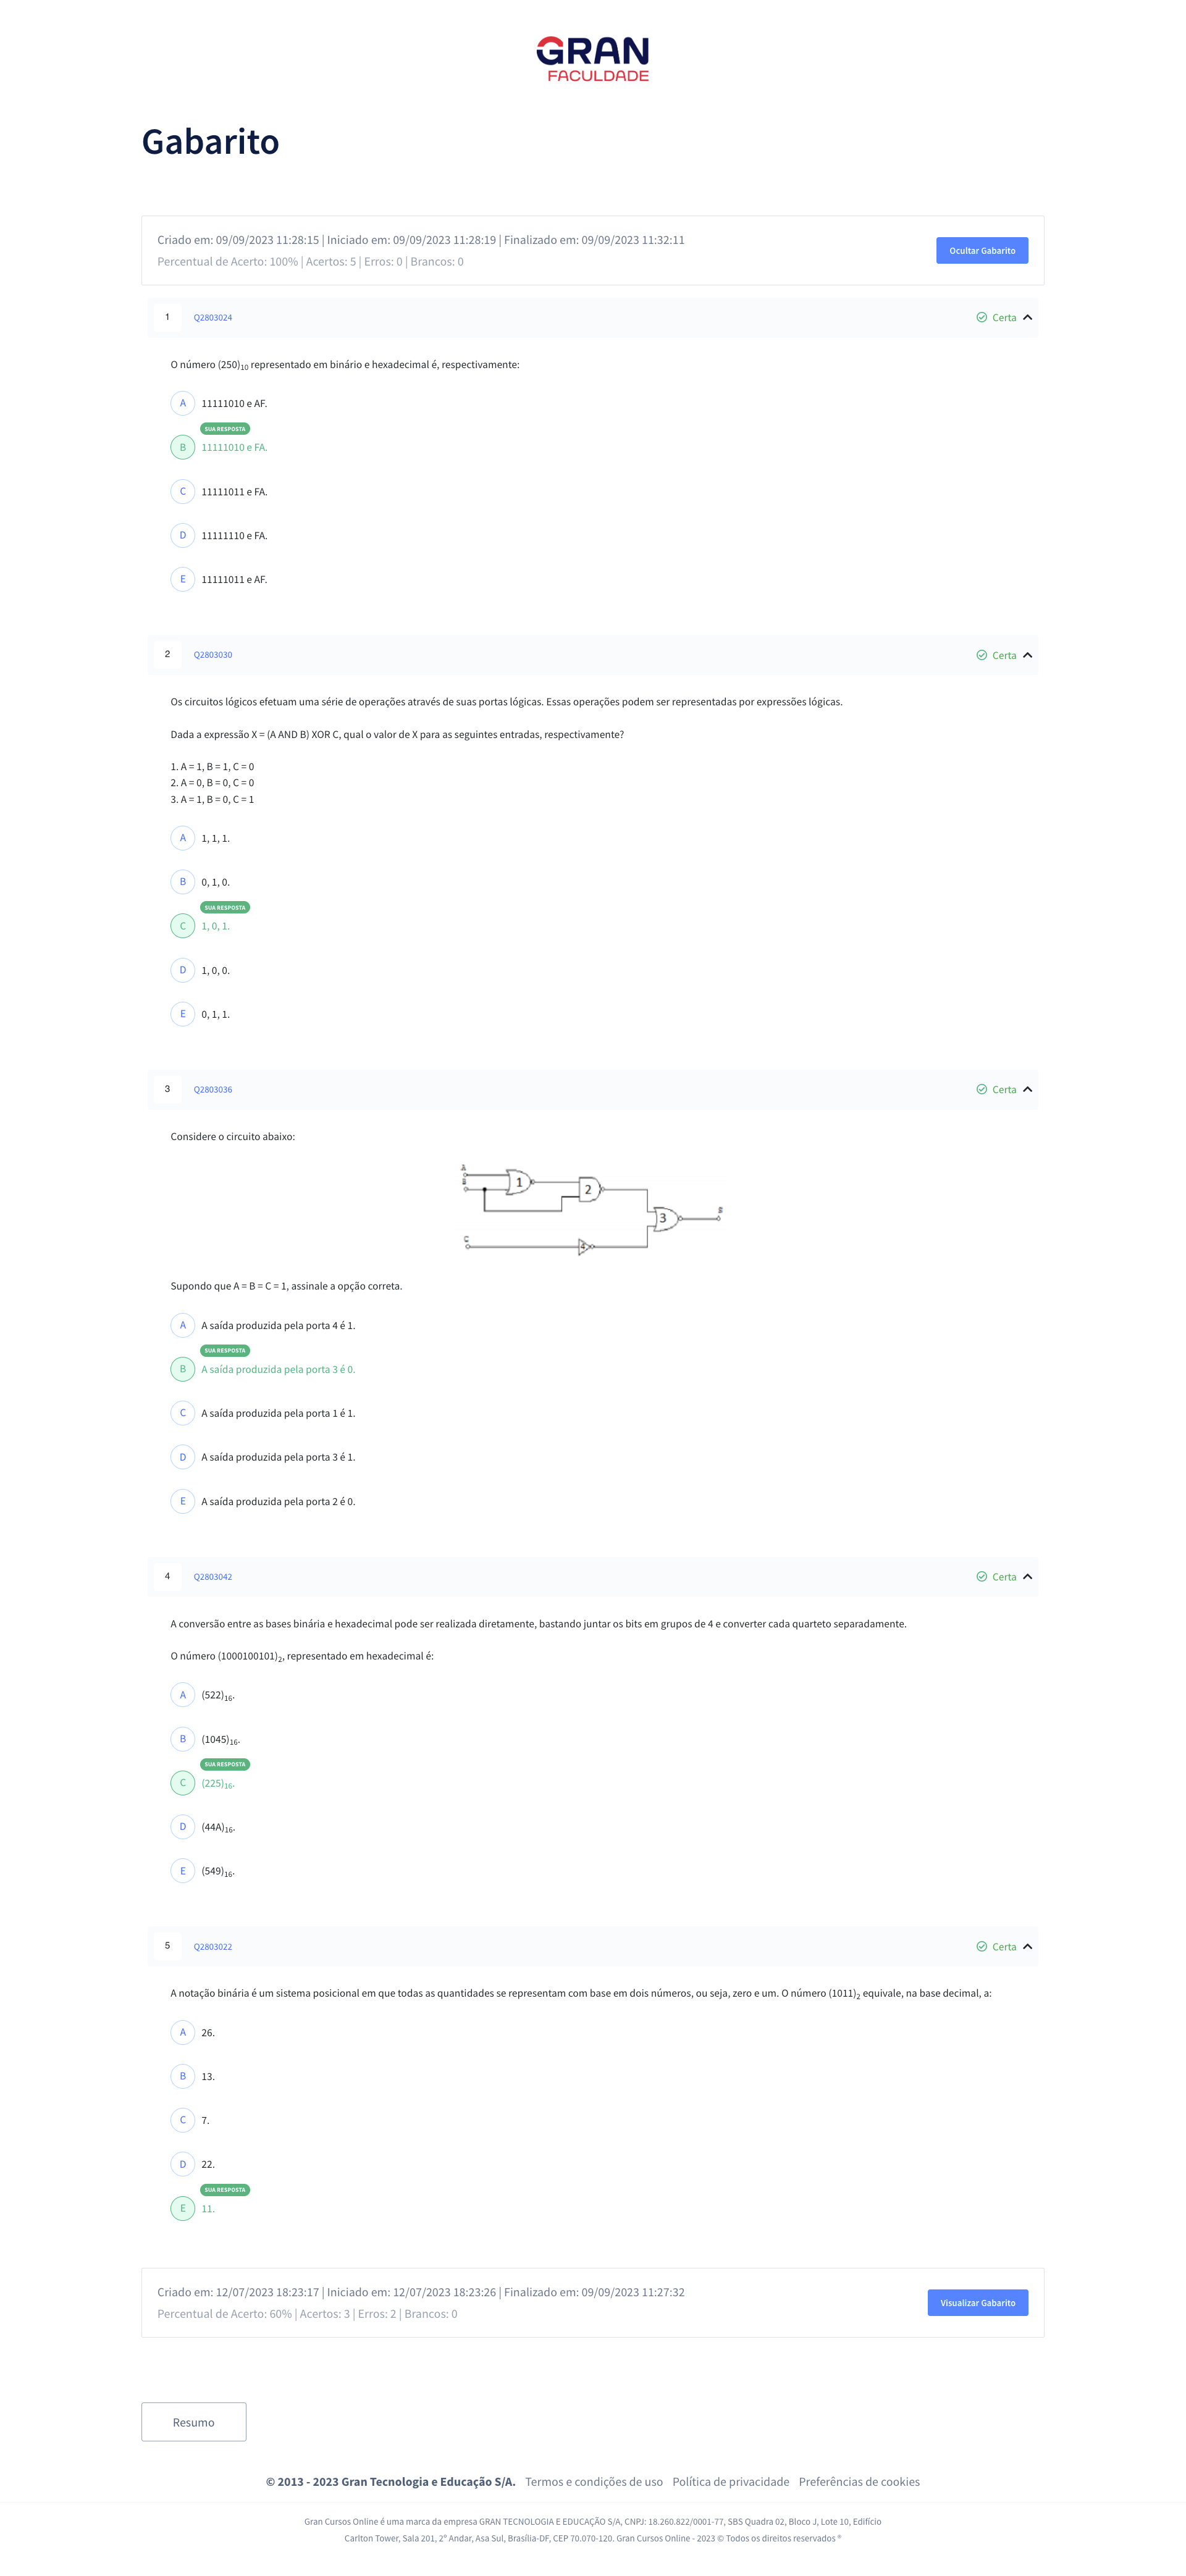 GRAN
FACULDADE
Gabarito
Criado em: 09/09/2023 11:28:15 | Iniciado em: 09/09/2023 11:28:19 | Finalizado em: 09/09/2023 11:32:11
Percentual de Acerto: 100% | Acertos: 5 | Erros: 0 | Brancos: 0
Ocultar Gabarito
1 Q2803024 Certa
O número (250)₁₀ representado em binário e hexadecimal é, respectivamente:
A 11111010 e AF.
SUA RESPOSTA
B 11111010 e FA.
C 11111011 e FA.
D 11111110 e FA.
E 11111011 e AF.
2 Q2803030 Certa
Os circuitos lógicos efetuam uma série de operações através de suas portas lógicas. Essas operações podem ser representadas por expressões lógicas.
Dada a expressão X = (A AND B) XOR C, qual o valor de X para as seguintes entradas, respectivamente?
1. A = 1, B = 1, C = 0
2. A = 0, B = 0, C = 0
3. A = 1, B = 0, C = 1
A 1, 1, 1.
B 0, 1, 0.
SUA RESPOSTA
C 1, 0, 1.
D 1, 0, 0.
E 0, 1, 1.
3 Q2803036 Certa
Considere o circuito abaixo:
A
B
1
2
3
C
4
Supondo que A = B = C = 1, assinale a opção correta.
A A saída produzida pela porta 4 é 1.
SUA RESPOSTA
B A saída produzida pela porta 3 é 0.
C A saída produzida pela porta 1 é 1.
D A saída produzida pela porta 3 é 1.
E A saída produzida pela porta 2 é 0.
4 Q2803042 Certa
A conversão entre as bases binária e hexadecimal pode ser realizada diretamente, bastando juntar os bits em grupos de 4 e converter cada quarteto separadamente.
O número (1000100101)₂, representado em hexadecimal é:
A (522)₁₆.
B (1045)₁₆.
SUA RESPOSTA
C (225)₁₆.
D (44A)₁₆.
E (549)₁₆.
5 Q2803022 Certa
A notação binária é um sistema posicional em que todas as quantidades se representam com base em dois números, ou seja, zero e um. O número (1011)₂ equivale, na base decimal, a:
A 26.
B 13.
C 7.
D 22.
SUA RESPOSTA
E 11.
Criado em: 12/07/2023 18:23:17 | Iniciado em: 12/07/2023 18:23:26 | Finalizado em: 09/09/2023 11:27:32
Percentual de Acerto: 60% | Acertos: 3 | Erros: 2 | Brancos: 0
Visualizar Gabarito
Resumo
© 2013 - 2023 Gran Tecnologia e Educação S/A. Termos e condições de uso Política de privacidade Preferências de cookies
Gran Cursos Online é uma marca da empresa GRAN TECNOLOGIA E EDUCAÇÃO S/A, CNPJ: 18.260.822/0001-77, SBS Quadra 02, Bloco J, Lote 10, Edifício
Carlton Tower, Sala 201, 2º Andar, Asa Sul, Brasília-DF, CEP 70.070-120. Gran Cursos Online - 2023 © Todos os direitos reservados ®